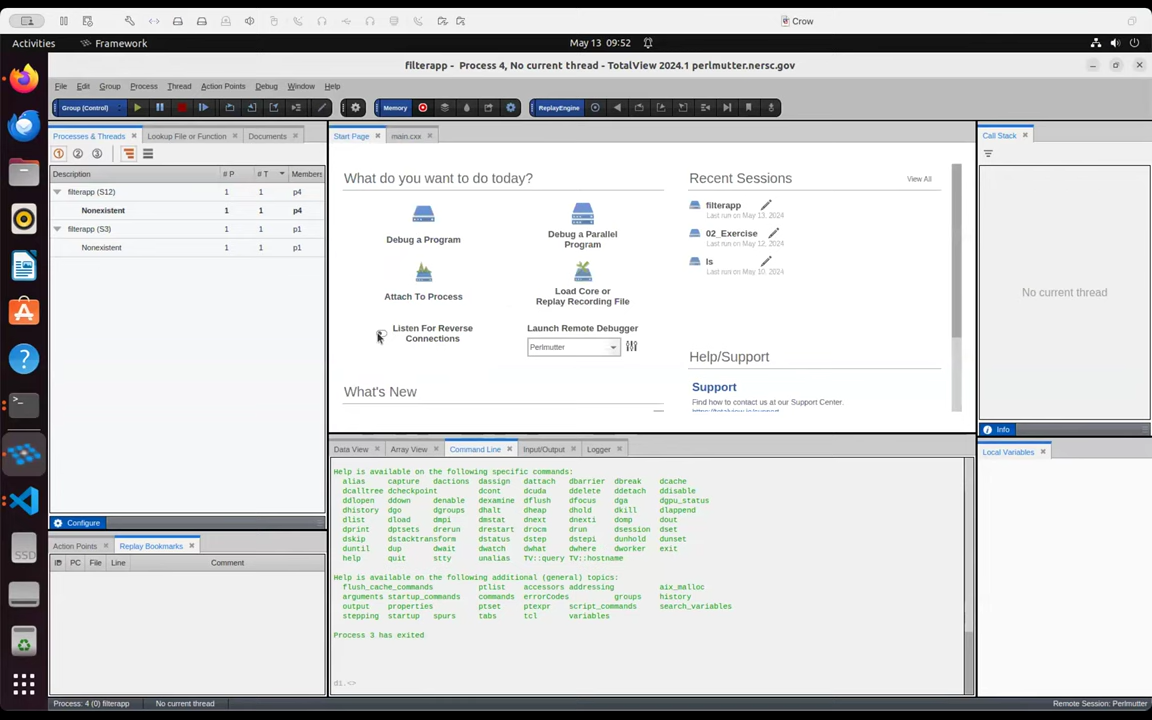 Crow
Activities
Framework
May 13 09:52
filterapp - Process 4, No current thread - TotalView 2024.1 perlmutter.nersc.gov
File Edit Group Process Thread Action Points Debug Window Help
Group (Control)
Memory
ReplayEngine
Processes & Threads
Lookup File or Function
Documents
Start Page
main.cxx
Call Stack
Description # P # T Members
filterapp (S12) 1 1 p4
Nonexistent 1 1 p4
filterapp (S3) 1 1 p1
Nonexistent 1 1 p1
What do you want to do today?
Debug a Program
Debug a Parallel
Program
Attach To Process
Load Core or
Replay Recording File
Listen For Reverse
Connections
Launch Remote Debugger
Perlmutter
What's New
Recent Sessions
View All
filterapp
Last run on May 13, 2024
02_Exercise
Last run on May 12, 2024
ls
Last run on May 10, 2024
Help/Support
Support
Find how to contact us at our Support Center.
No current thread
Info
Local Variables
Configure
Action Points
Replay Bookmarks
ID PC File Line Comment
Data View
Array View
Command Line
Input/Output
Logger
Help is available on the following specific commands:
alias capture dactions dassign dattach dbarrier dbreak dcache
dcalltree dcheckpoint dcont dcuda ddelete ddetach ddisable
ddlopen ddown denable dexamine dflush dfocus dga dgpu_status
dhistory dgo dgroups dhalt dheap dhold dkill dlappend
dlist dload dmpi dmstat dnext dnexti domp dout
dprint dptsets drerun drestart drocm drun dsession dset
dskip dstacktransform dstatus dstep dstepi dunhold dunset
duntil dup dwait dwatch dwhat dwhere dworker exit
help quit stty unalias TV::query TV::hostname
Help is available on the following additional (general) topics:
flush_cache_commands ptlist accessors addressing aix_malloc
arguments startup_commands commands errorCodes groups history
output properties ptset ptexpr script_commands search_variables
stepping startup spurs tabs tcl variables
Process 3 has exited
d1.<>
Process: 4 (0) filterapp
No current thread
Remote Session: Perlmutter